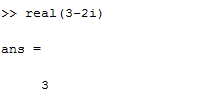 >> real(3-2i)
ans =
3